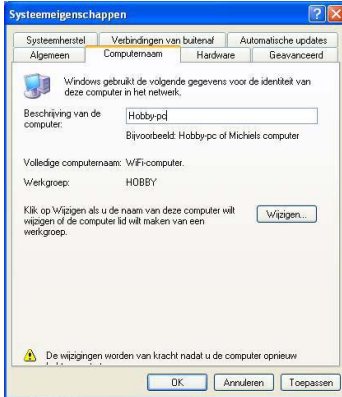 Systeemeigenschappen
Systeemherstel Verbindingen van buitenaf Automatische updates
Algemeen Computernaam Hardware Geavanceerd
Windows gebruikt de volgende gegevens voor de identiteit van
deze computer in het netwerk.
Beschrijving van de
computer:
Hobby-pc
Bijvoorbeeld: Hobby-pc of Michiels computer
Volledige computernaam: WiFi-computer.
Werkgroep: HOBBY
Klik op Wijzigen als u de naam van deze computer wilt
wijzigen of de computer lid wilt maken van een
werkgroep.
Wijzigen...
De wijzigingen worden van kracht nadat u de computer opnieuw
OK Annuleren Toepassen